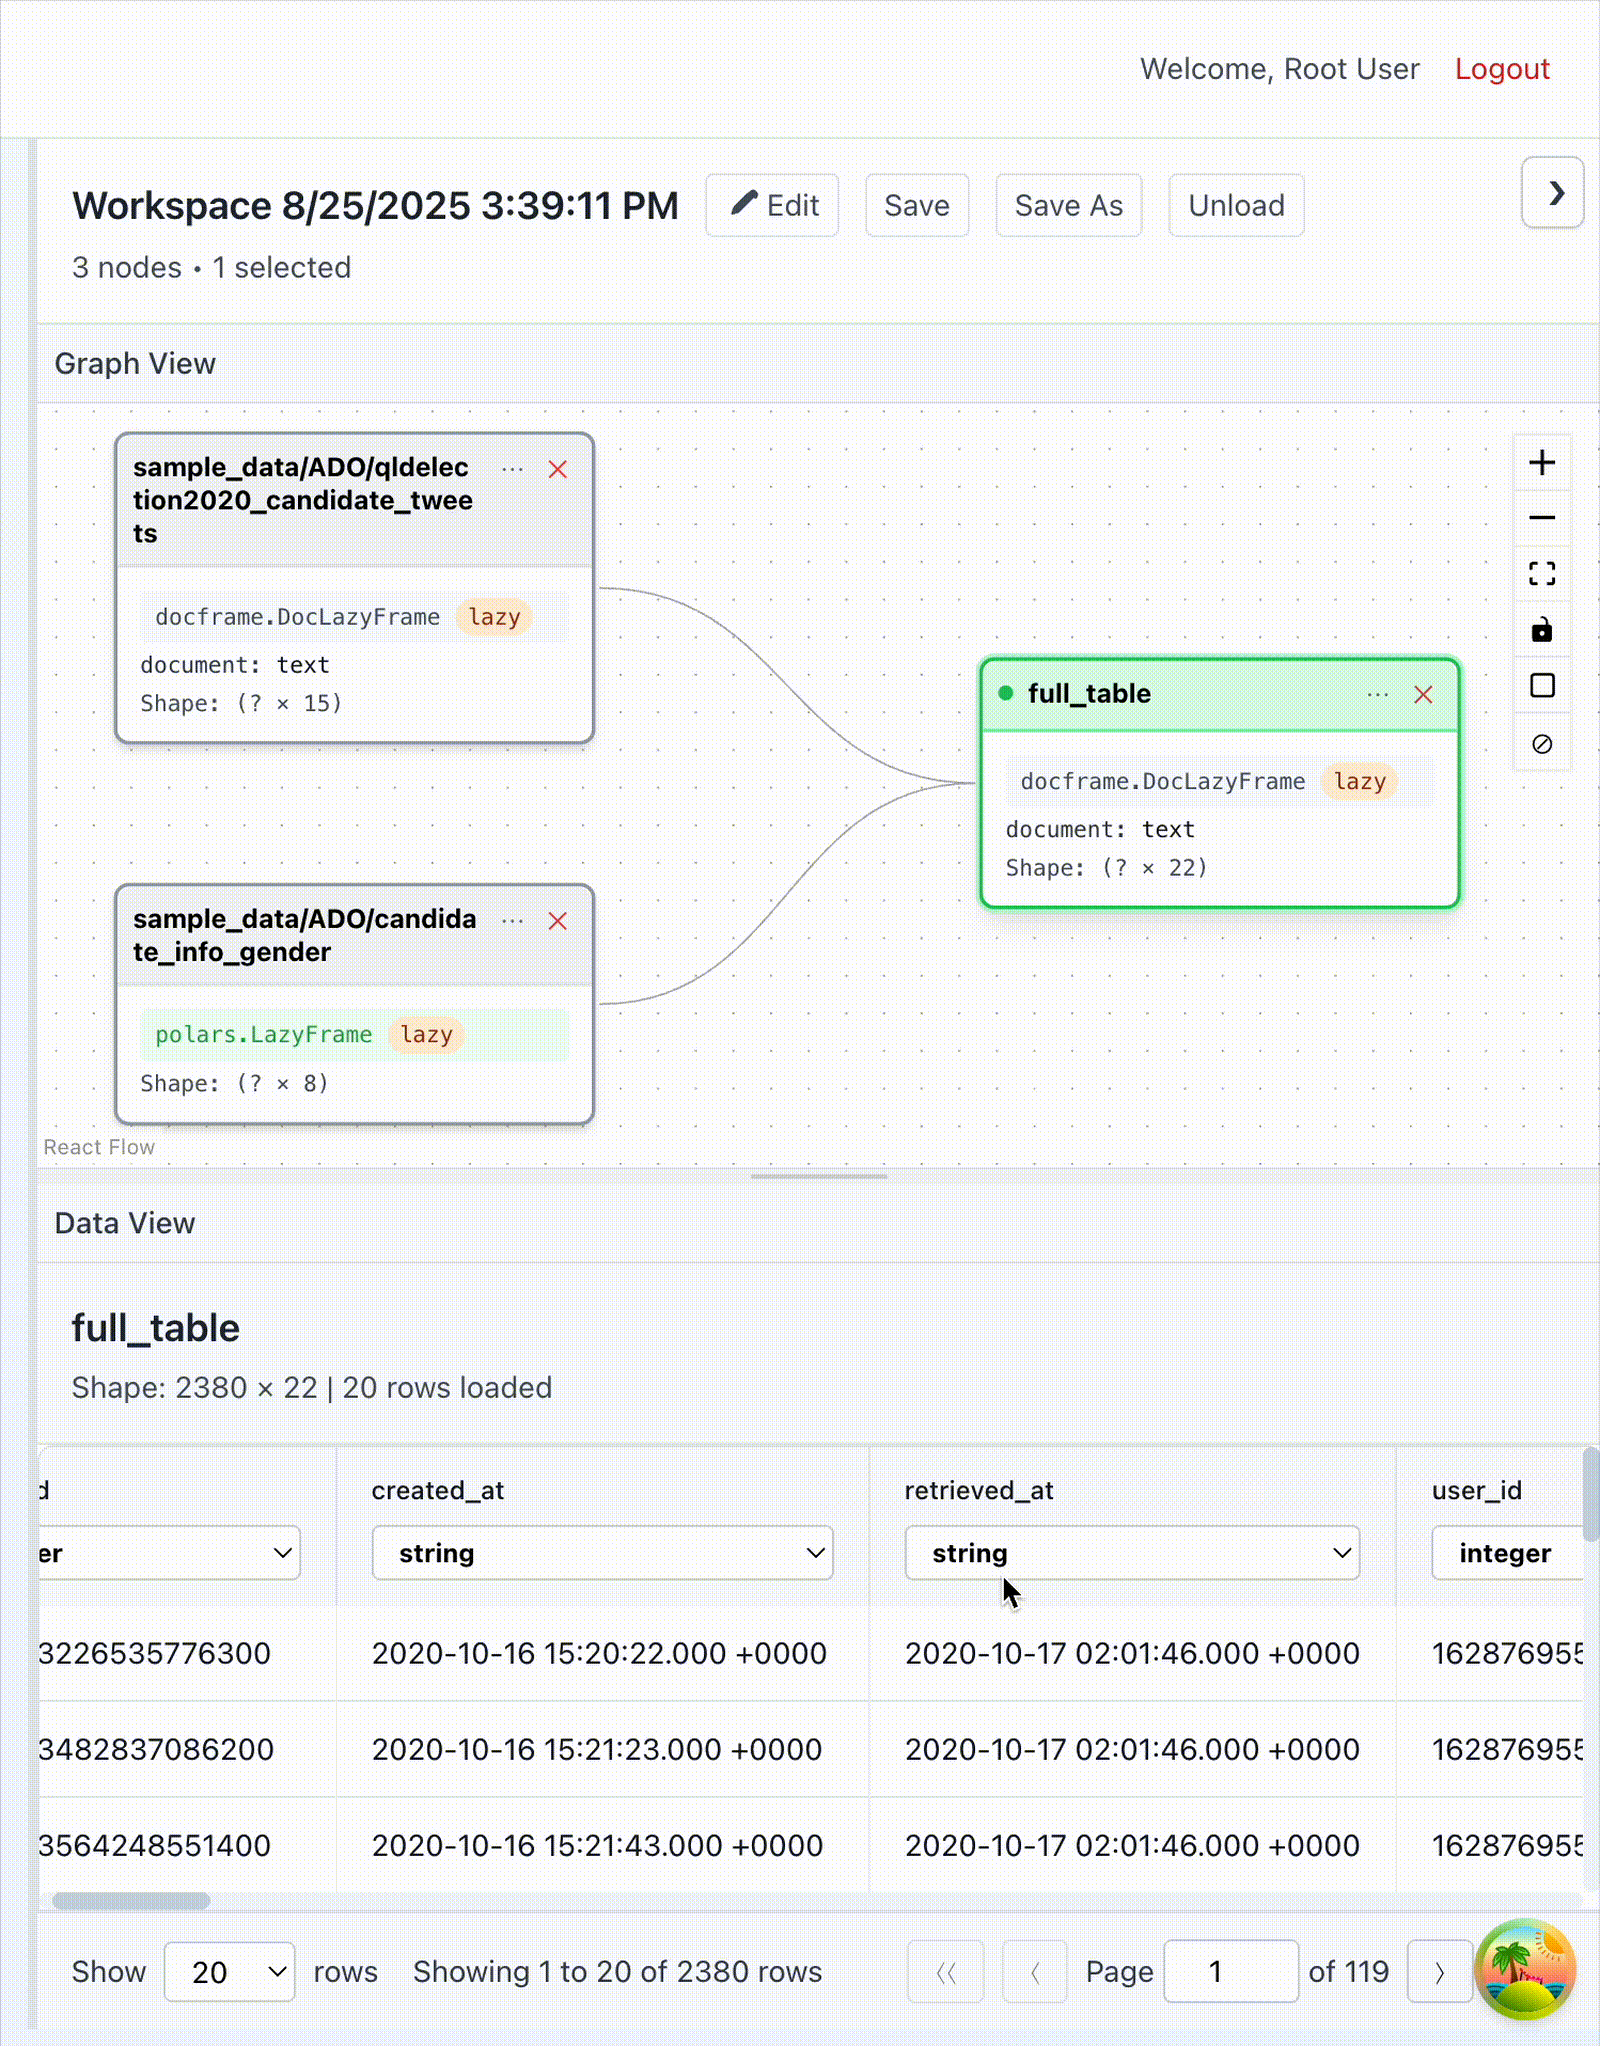 Welcome, Root User Logout
Workspace 8/25/2025 3:39:11 PM Edit Save Save As Unload
3 nodes • 1 selected
Graph View
sample_data/ADO/qldelec
tion2020_candidate_twee
ts
docframe.DocLazyFrame lazy
document: text
Shape: (? × 15)
full_table
docframe.DocLazyFrame lazy
document: text
Shape: (? × 22)
sample_data/ADO/candida
te_info_gender
polars.LazyFrame lazy
Shape: (? × 8)
React Flow
Data View
full_table
Shape: 2380 × 22 | 20 rows loaded
d created_at retrieved_at user_id
er string string integer
3226535776300 2020-10-16 15:20:22.000 +0000 2020-10-17 02:01:46.000 +0000 162876955
3482837086200 2020-10-16 15:21:23.000 +0000 2020-10-17 02:01:46.000 +0000 162876955
3564248551400 2020-10-16 15:21:43.000 +0000 2020-10-17 02:01:46.000 +0000 162876955
Show 20 rows Showing 1 to 20 of 2380 rows Page 1 of 119